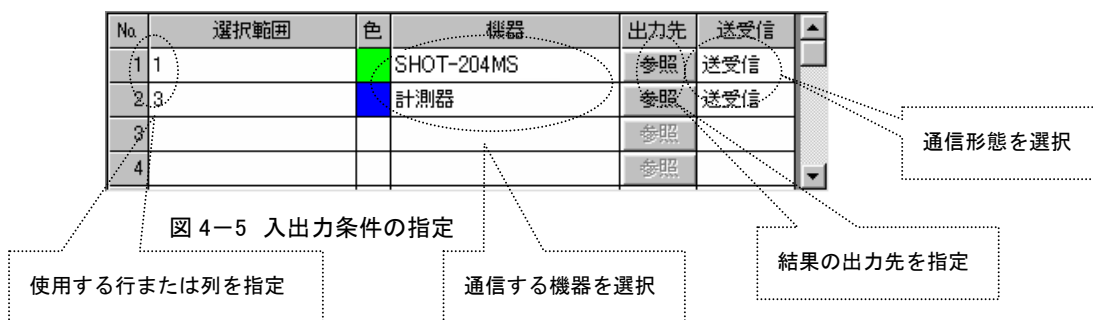 No. 選択範囲 色 機器 出力先 送受信
1 1 SHOT-204MS 参照 送受信
2 3 計測器 参照 送受信
3 参照
4 参照
通信形態を選択
図 4－5 入出力条件の指定
結果の出力先を指定
使用する行または列を指定
通信する機器を選択